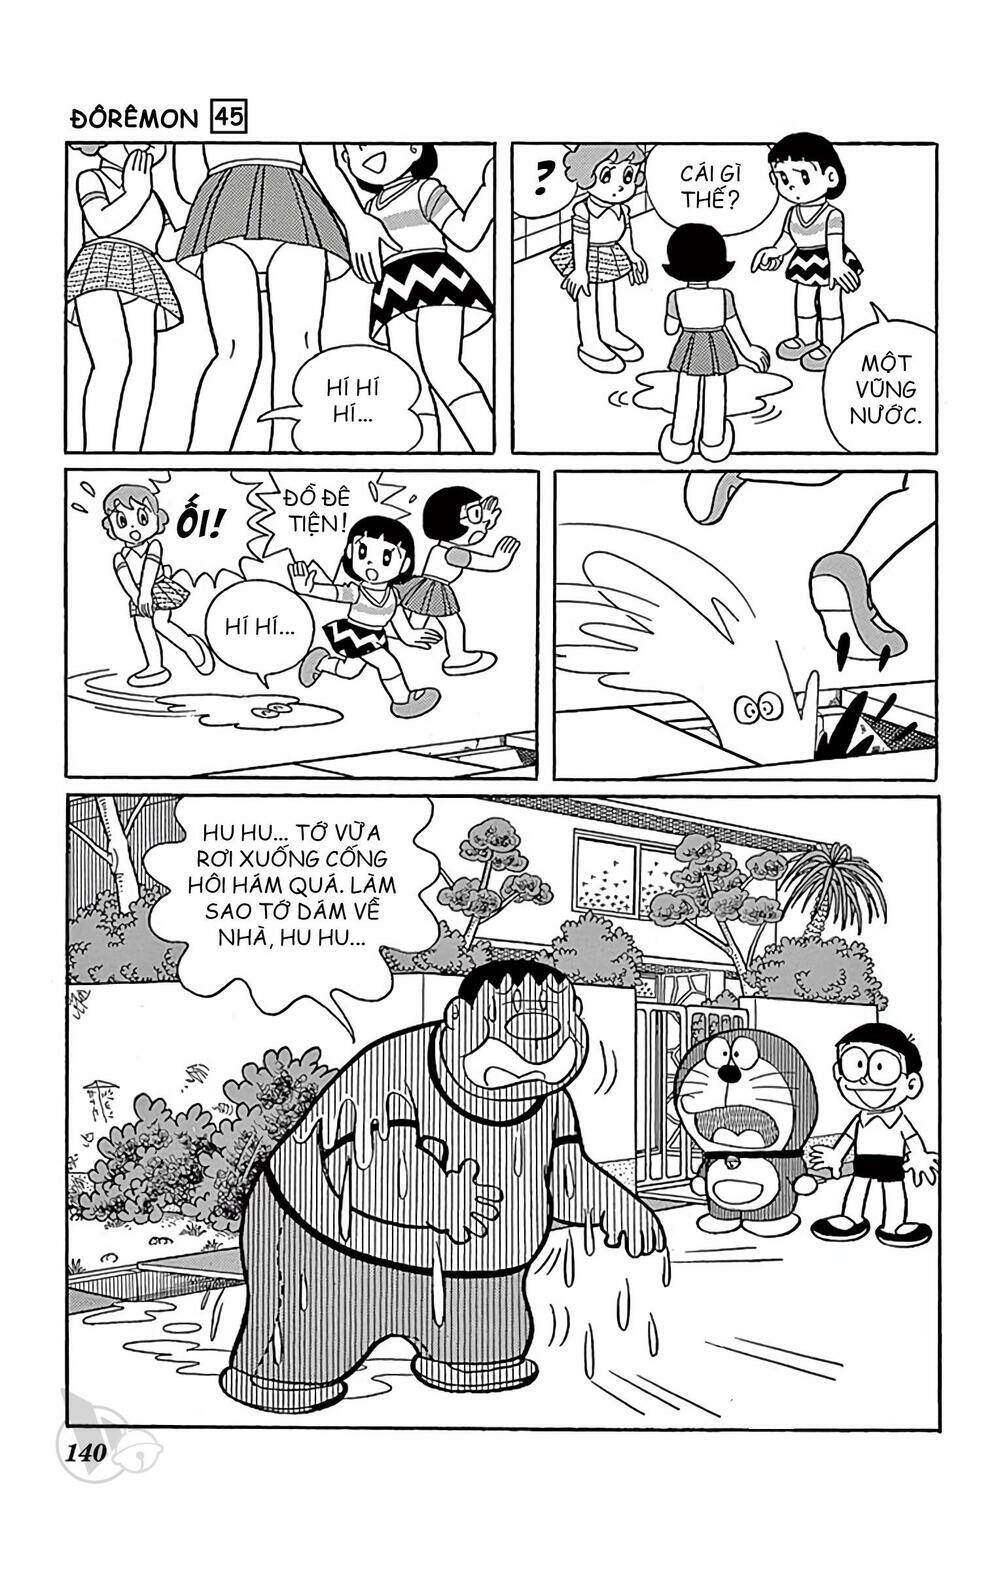 ĐÔRÊMON 45
HÍ HÍ
HÍ...
?
CÁI GÌ
THẾ?
MỘT
VŨNG
NƯỚC.
ỐI!
ĐỒ ĐÊ
TIỆN!
HÍ HÍ...
HU HU... TỚ VỪA
RƠI XUỐNG CỐNG
HÔI HÁM QUÁ. LÀM
SAO TỚ DÁM VỀ
NHÀ, HU HU...
140